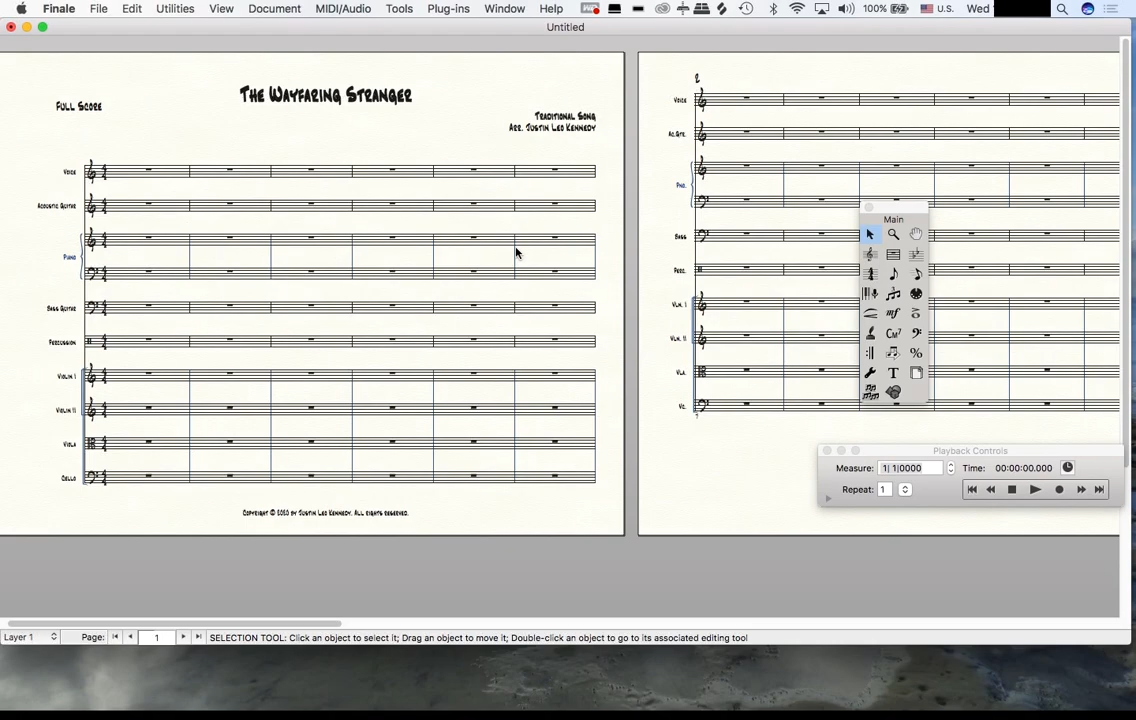 Finale File Edit Utilities View Document MIDI/Audio Tools Plug-ins Window Help 100% U.S. Wed
Untitled
The Wayfaring Stranger
Full Score
Traditional Song
Arr. Justin Leo Kennedy
Voice
Acoustic Guitar
Piano
Bass Guitar
Percussion
Violin I
Violin II
Viola
Cello
Copyright © 2020 by Justin Leo Kennedy. All rights reserved.
2
Voice
Ac.Gtr.
Pno.
Bass
Perc.
Vln. I
Vln. II
Vla.
Vc.
Main
mf
CM7
%
T
Playback Controls
Measure: 1| 1|0000 Time: 00:00:00.000
Repeat: 1
Layer 1 Page: 1 SELECTION TOOL: Click an object to select it; Drag an object to move it; Double-click an object to go to its associated editing tool